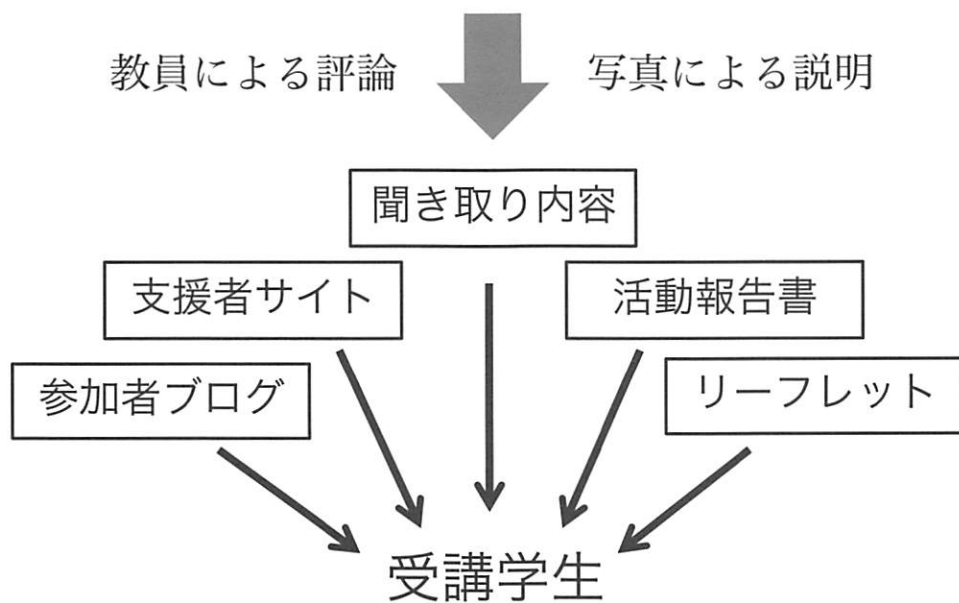 教員による評論
写真による説明
聞き取り内容
支援者サイト
活動報告書
参加者ブログ
リーフレット
受講学生